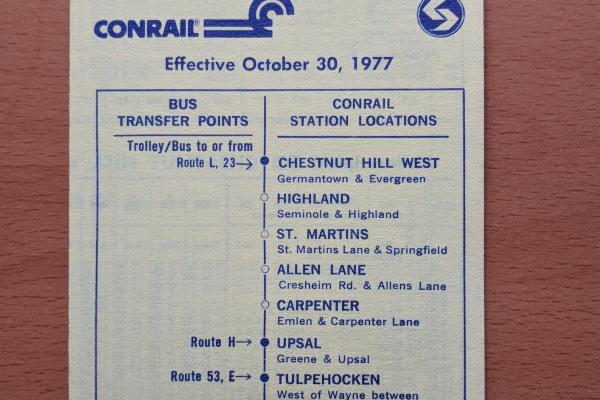 CONRAIL
Effective October 30, 1977
BUS
TRANSFER POINTS
CONRAIL
STATION LOCATIONS
Trolley/Bus to or from
Route L, 23→
CHESTNUT HILL WEST
Germantown & Evergreen
HIGHLAND
Seminole & Highland
ST. MARTINS
St. Martins Lane & Springfield
ALLEN LANE
Cresheim Rd. & Allens Lane
CARPENTER
Emlen & Carpenter Lane
Route H→
UPSAL
Greene & Upsal
Route 53, E→
TULPEHOCKEN
West of Wayne between